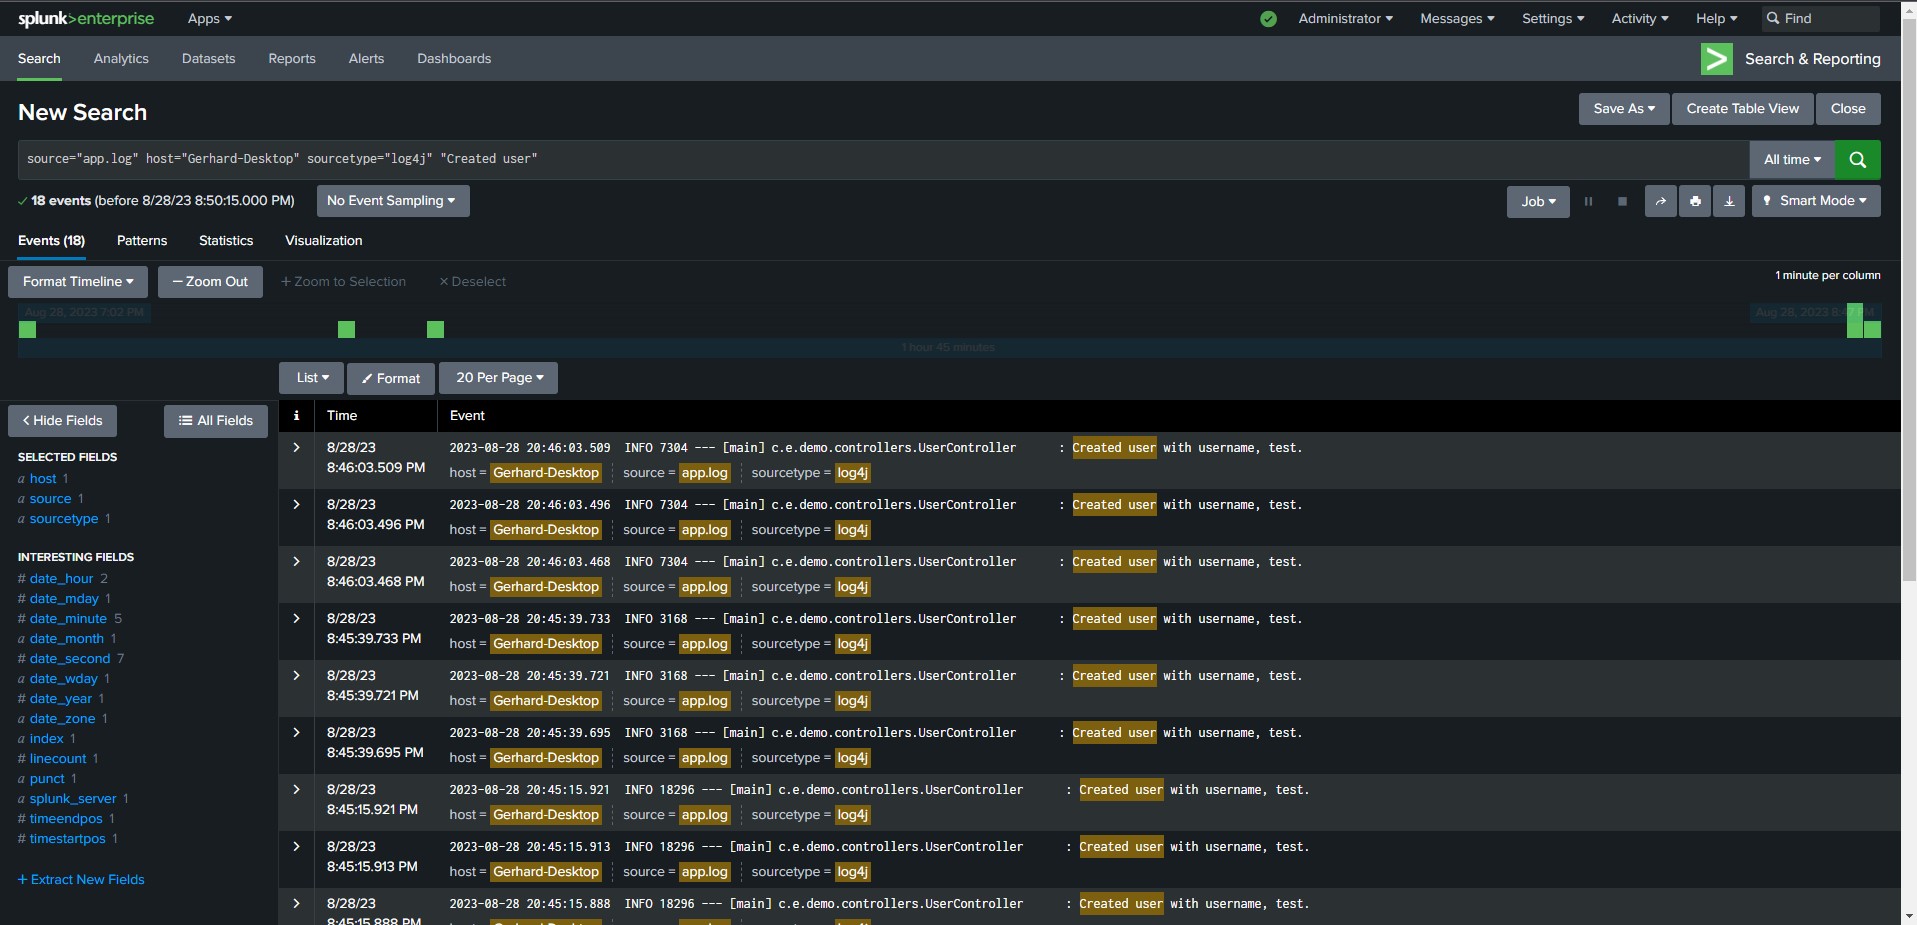 splunk>enterprise Apps Administrator Messages Settings Activity Help Find
Search Analytics Datasets Reports Alerts Dashboards Search & Reporting
New Search Save As Create Table View Close
source="app.log" host="Gerhard-Desktop" sourcetype="log4j" "Created user" All time
18 events (before 8/28/23 8:50:15.000 PM) No Event Sampling Job Smart Mode
Events (18) Patterns Statistics Visualization
Format Timeline — Zoom Out + Zoom to Selection × Deselect 1 minute per column
Aug 28, 2023 7:02 PM Aug 28, 2023 8:47 PM
1 hour 45 minutes
List Format 20 Per Page
< Hide Fields All Fields
SELECTED FIELDS
a host 1
a source 1
a sourcetype 1
INTERESTING FIELDS
# date_hour 2
# date_mday 1
# date_minute 5
a date_month 1
# date_second 7
a date_wday 1
# date_year 1
a date_zone 1
a index 1
# linecount 1
a punct 1
a splunk_server 1
# timeendpos 1
# timestartpos 1
+ Extract New Fields
i Time Event
8/28/23 2023-08-28 20:46:03.509 INFO 7304 --- [main] c.e.demo.controllers.UserController : Created user with username, test.
8:46:03.509 PM host = Gerhard-Desktop source = app.log sourcetype = log4j
8/28/23 2023-08-28 20:46:03.496 INFO 7304 --- [main] c.e.demo.controllers.UserController : Created user with username, test.
8:46:03.496 PM host = Gerhard-Desktop source = app.log sourcetype = log4j
8/28/23 2023-08-28 20:46:03.468 INFO 7304 --- [main] c.e.demo.controllers.UserController : Created user with username, test.
8:46:03.468 PM host = Gerhard-Desktop source = app.log sourcetype = log4j
8/28/23 2023-08-28 20:45:39.733 INFO 3168 --- [main] c.e.demo.controllers.UserController : Created user with username, test.
8:45:39.733 PM host = Gerhard-Desktop source = app.log sourcetype = log4j
8/28/23 2023-08-28 20:45:39.721 INFO 3168 --- [main] c.e.demo.controllers.UserController : Created user with username, test.
8:45:39.721 PM host = Gerhard-Desktop source = app.log sourcetype = log4j
8/28/23 2023-08-28 20:45:39.695 INFO 3168 --- [main] c.e.demo.controllers.UserController : Created user with username, test.
8:45:39.695 PM host = Gerhard-Desktop source = app.log sourcetype = log4j
8/28/23 2023-08-28 20:45:15.921 INFO 18296 --- [main] c.e.demo.controllers.UserController : Created user with username, test.
8:45:15.921 PM host = Gerhard-Desktop source = app.log sourcetype = log4j
8/28/23 2023-08-28 20:45:15.913 INFO 18296 --- [main] c.e.demo.controllers.UserController : Created user with username, test.
8:45:15.913 PM host = Gerhard-Desktop source = app.log sourcetype = log4j
8/28/23 2023-08-28 20:45:15.888 INFO 18296 --- [main] c.e.demo.controllers.UserController : Created user with username, test.
8:45:15.888 PM